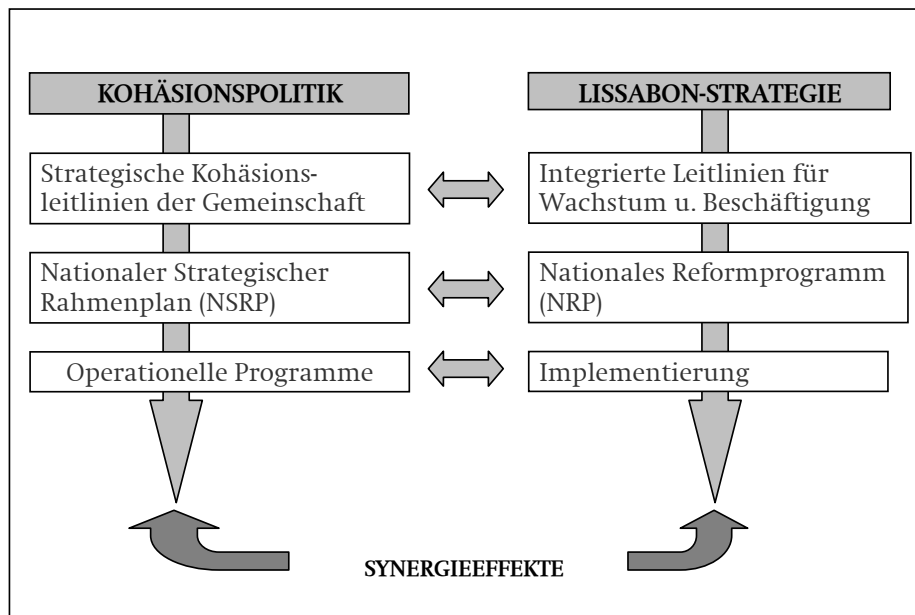 KOHÄSIONSPOLITIK
Strategische Kohäsions-
leitlinien der Gemeinschaft
Nationaler Strategischer
Rahmenplan (NSRP)
Operationelle Programme
LISSABON-STRATEGIE
Integrierte Leitlinien für
Wachstum u. Beschäftigung
Nationales Reformprogramm
(NRP)
Implementierung
SYNERGIEEFFEKTE